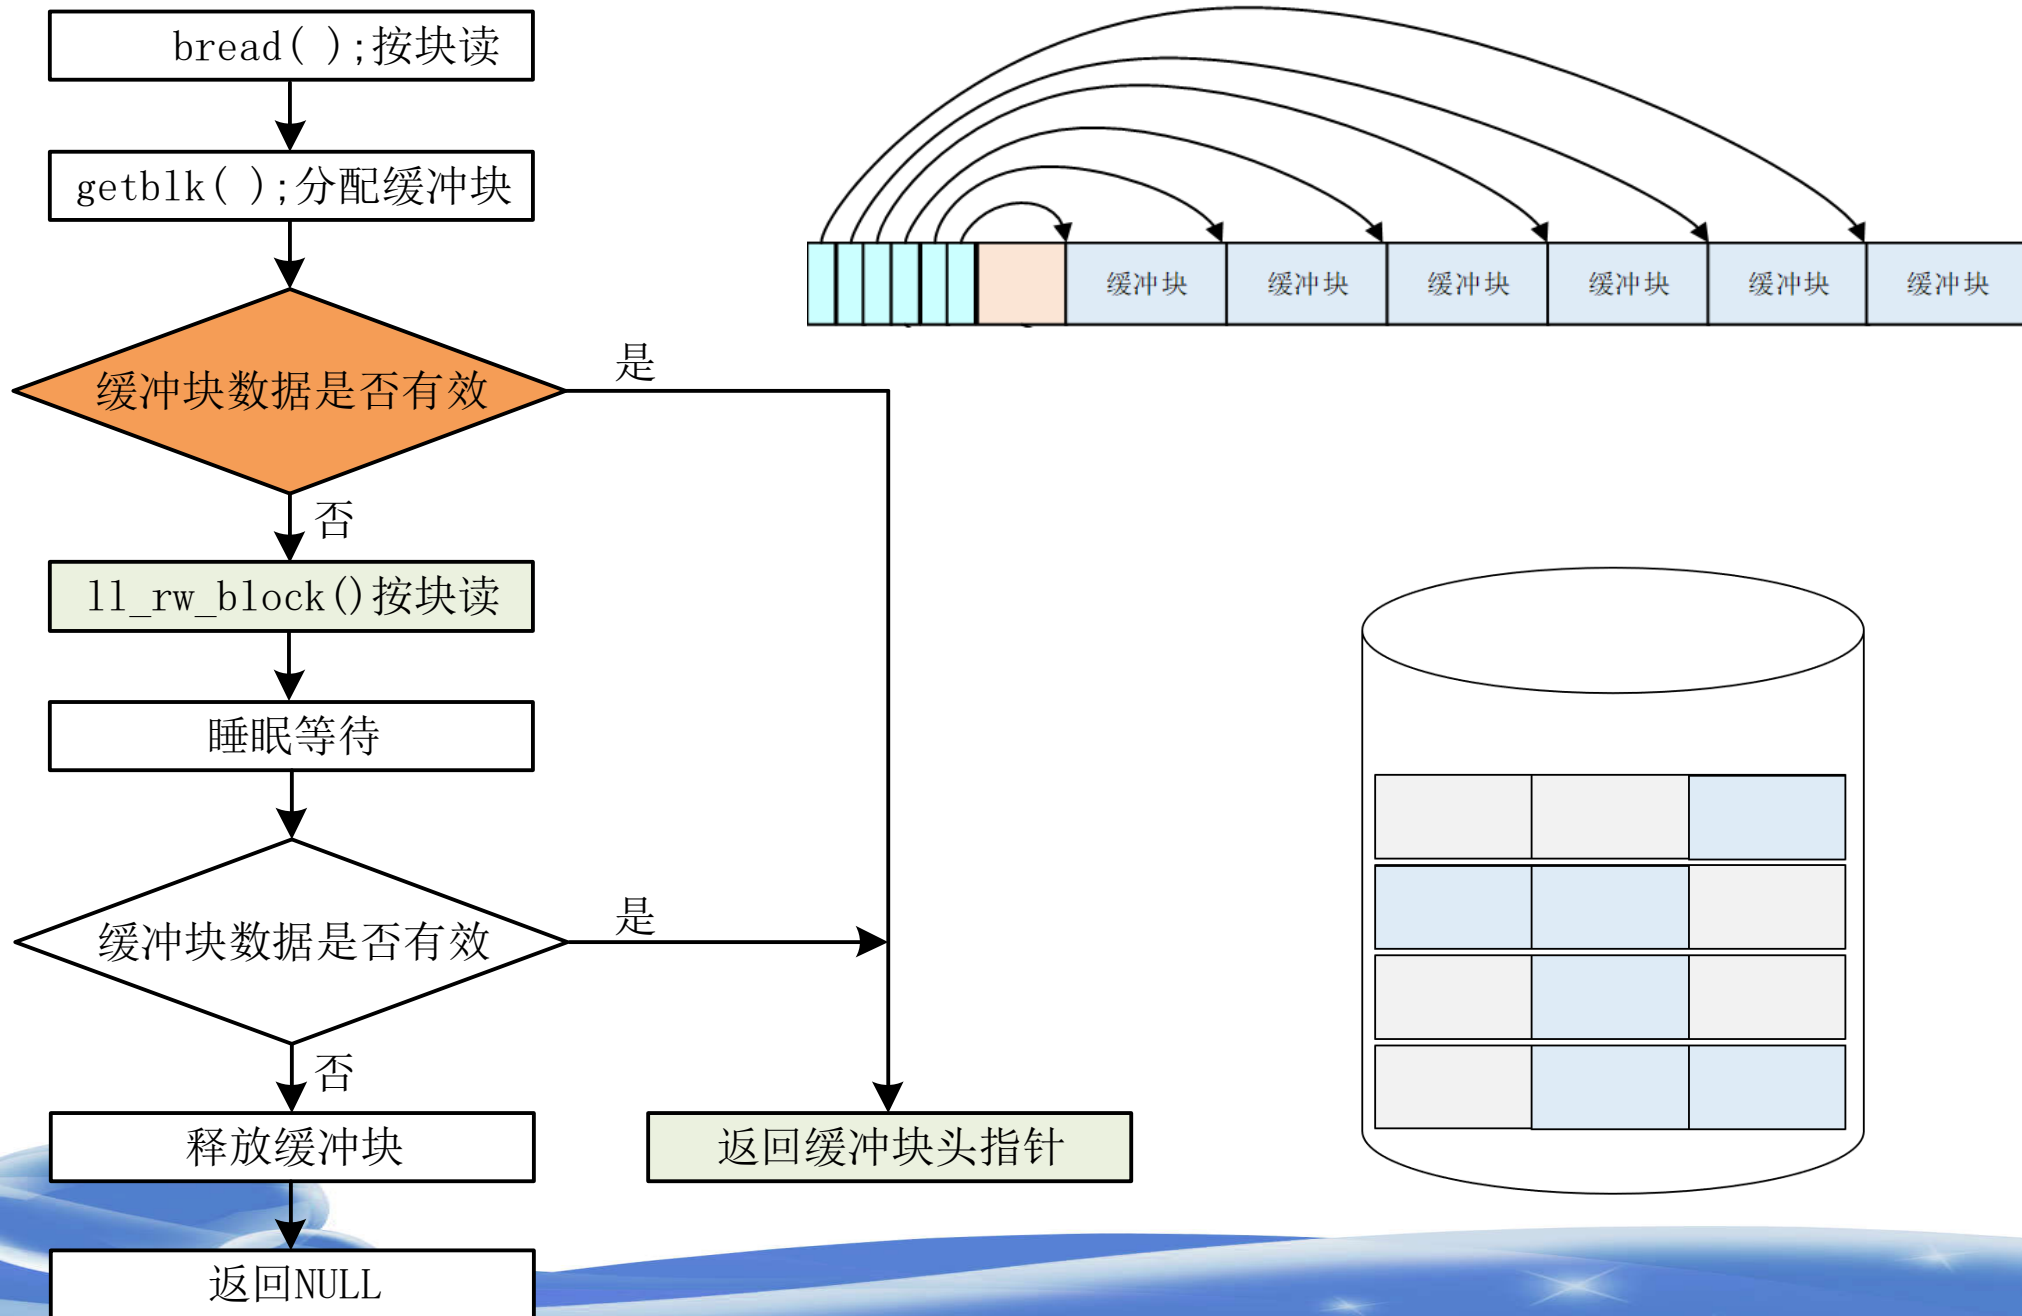 bread( );按块读
getblk( );分配缓冲块
缓冲块数据是否有效
是
否
ll_rw_block()按块读
睡眠等待
缓冲块数据是否有效
是
否
释放缓冲块
返回缓冲块头指针
返回NULL
缓冲块
缓冲块
缓冲块
缓冲块
缓冲块
缓冲块